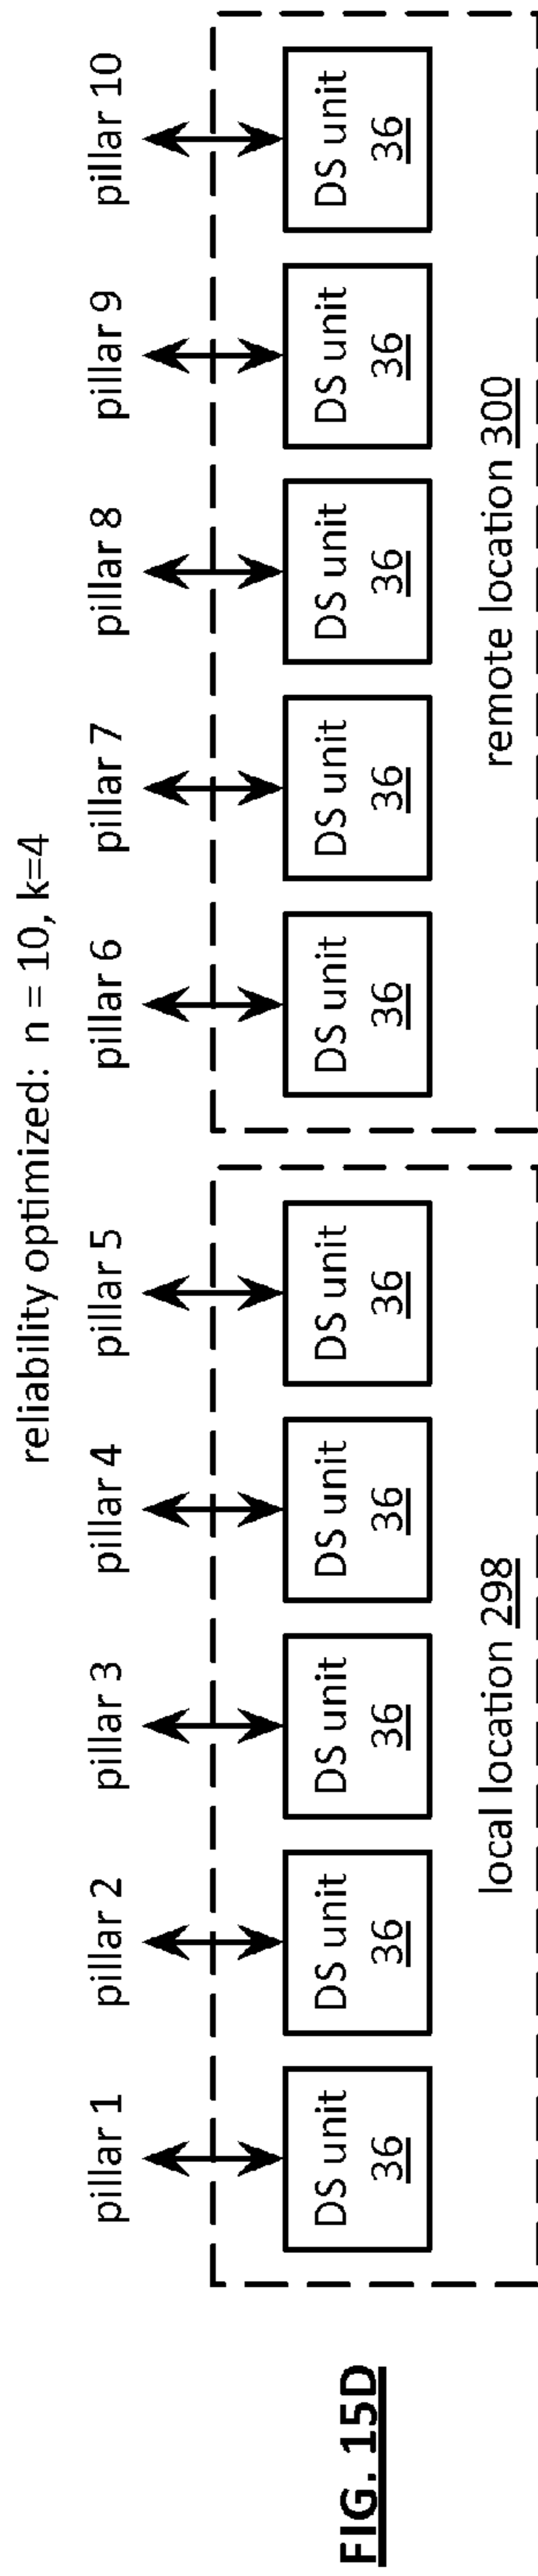 reliability optimized: n = 10, k=4
pillar 1
pillar 2
pillar 3
pillar 4
pillar 5
pillar 6
pillar 7
pillar 8
pillar 9
pillar 10
DS unit
36
DS unit
36
DS unit
36
DS unit
36
DS unit
36
DS unit
36
DS unit
36
DS unit
36
DS unit
36
DS unit
36
local location 298
remote location 300
FIG. 15D